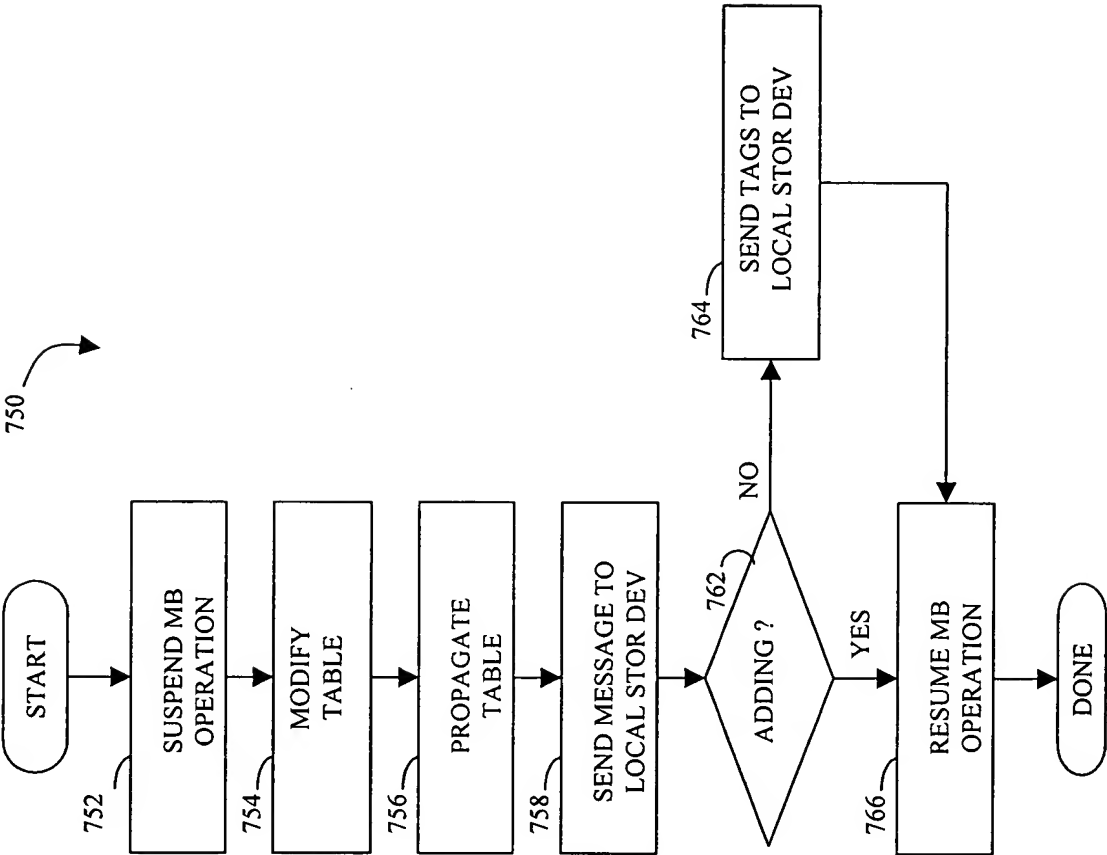 750
START
752
SUSPEND MB
OPERATION
754
MODIFY
TABLE
756
PROPAGATE
TABLE
758
SEND MESSAGE TO
LOCAL STOR DEV
762
ADDING ?
NO
764
SEND TAGS TO
LOCAL STOR DEV
YES
766
RESUME MB
OPERATION
DONE